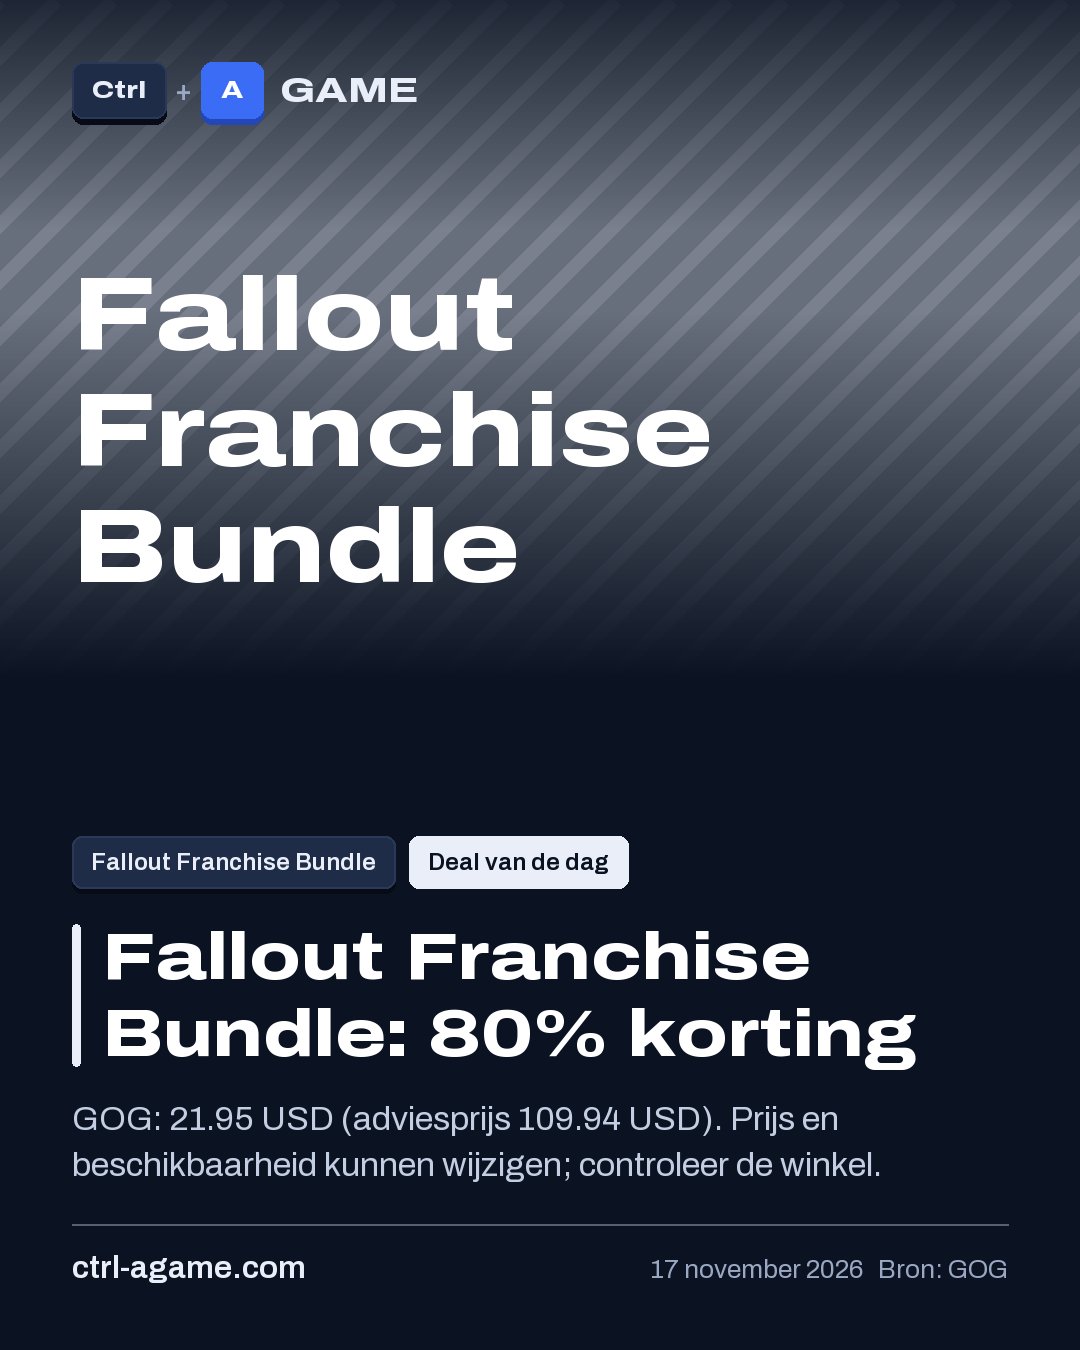 Ctrl + A GAME
Fallout
Franchise
Bundle
Fallout Franchise Bundle Deal van de dag
Fallout Franchise
Bundle: 80% korting
GOG: 21.95 USD (adviesprijs 109.94 USD). Prijs en
beschikbaarheid kunnen wijzigen; controleer de winkel.
ctrl-agame.com 17 november 2026 Bron: GOG